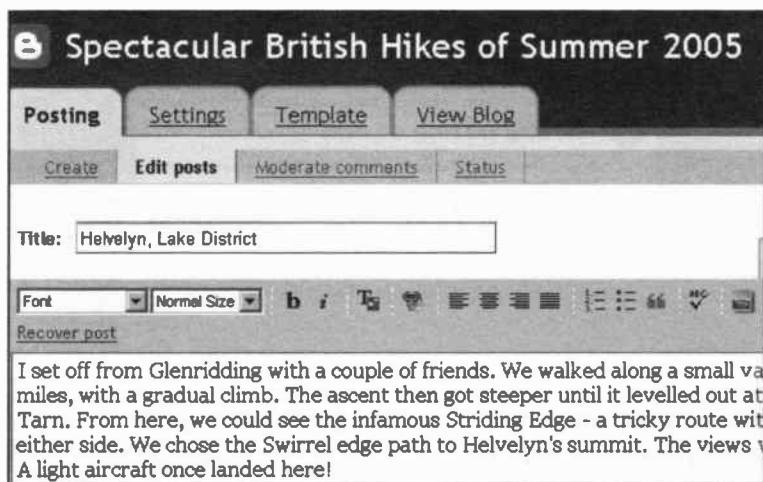 Spectacular British Hikes of Summer 2005
Posting Settings Template View Blog
Create Edit posts Moderate comments Status
Title: Helvelyn, Lake District
Font Normal Size b i ABC
Recover post
I set off from Glenridding with a couple of friends. We walked along a small va
miles, with a gradual climb. The ascent then got steeper until it levelled out at
Tarn. From here, we could see the infamous Striding Edge - a tricky route wit
either side. We chose the Swirrel edge path to Helvelyn's summit. The views
A light aircraft once landed here!